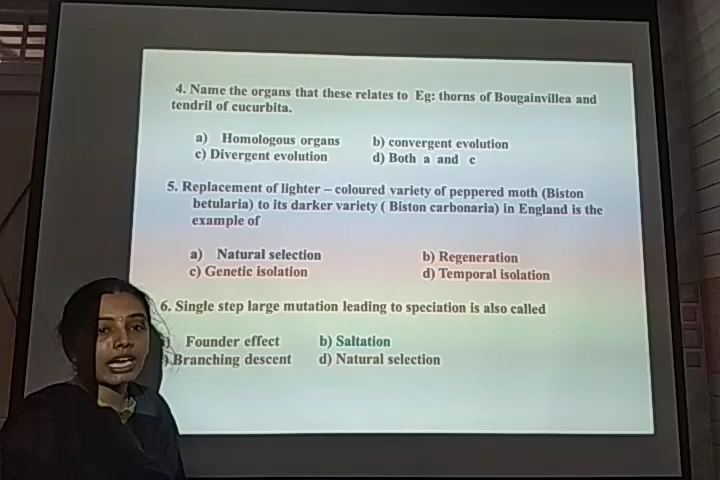 4. Name the organs that these relates to Eg: thorns of Bougainvillea and
tendril of cucurbita.
a) Homologous organs b) convergent evolution
c) Divergent evolution d) Both a and c
5. Replacement of lighter – coloured variety of peppered moth (Biston
betularia) to its darker variety ( Biston carbonaria) in England is the
example of
a) Natural selection b) Regeneration
c) Genetic isolation d) Temporal isolation
6. Single step large mutation leading to speciation is also called
) Founder effect b) Saltation
) Branching descent d) Natural selection